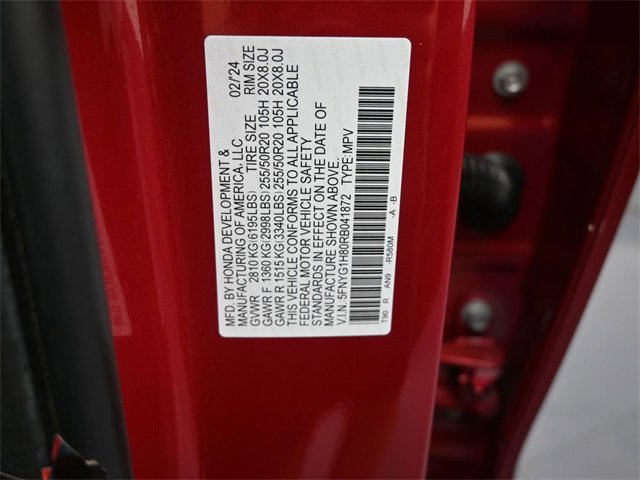 MFD. BY HONDA DEVELOPMENT &
MANUFACTURING OF AMERICA, LLC 02/'24
GVWR 2810 KG(6195LBS) TIRE SIZE RIM SIZE
GAWR F 1360 KG(2998LBS) 255/50R20 105H 20X8.0J
GAWR R 1515 KG(3340LBS) 255/50R20 105H 20X8.0J
THIS VEHICLE CONFORMS TO ALL APPLICABLE
FEDERAL MOTOR VEHICLE SAFETY
STANDARDS IN EFFECT ON THE DATE OF
MANUFACTURE SHOWN ABOVE.
V.I.N.: 5FNYG1H80RB041872 TYPE:MPV
T90 R AN9 -R580M -A -B